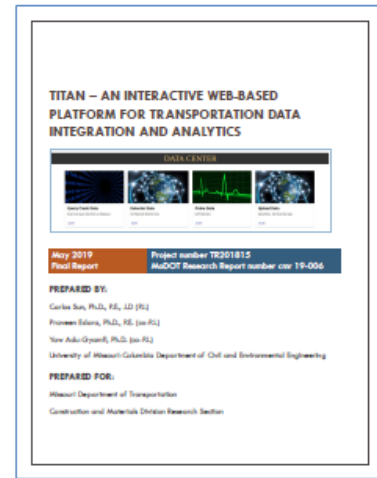 TITAN – AN INTERACTIVE WEB-BASED
PLATFORM FOR TRANSPORTATION DATA
INTEGRATION AND ANALYTICS
DATA CENTER
May 2019
Final Report
Project number TR201815
MoDOT Research Report number cmr 19-006
PREPARED BY:
Carlos Sun, Ph.D., P.E., J.D (P.I.)
Praveen Edara, Ph.D., P.E. (co-P.I.)
Yaw Adu-Gyamfi, Ph.D. (co-P.I.)
University of Missouri-Columbia Department of Civil and Environmental Engineering
PREPARED FOR:
Missouri Department of Transportation
Construction and Materials Division Research Section